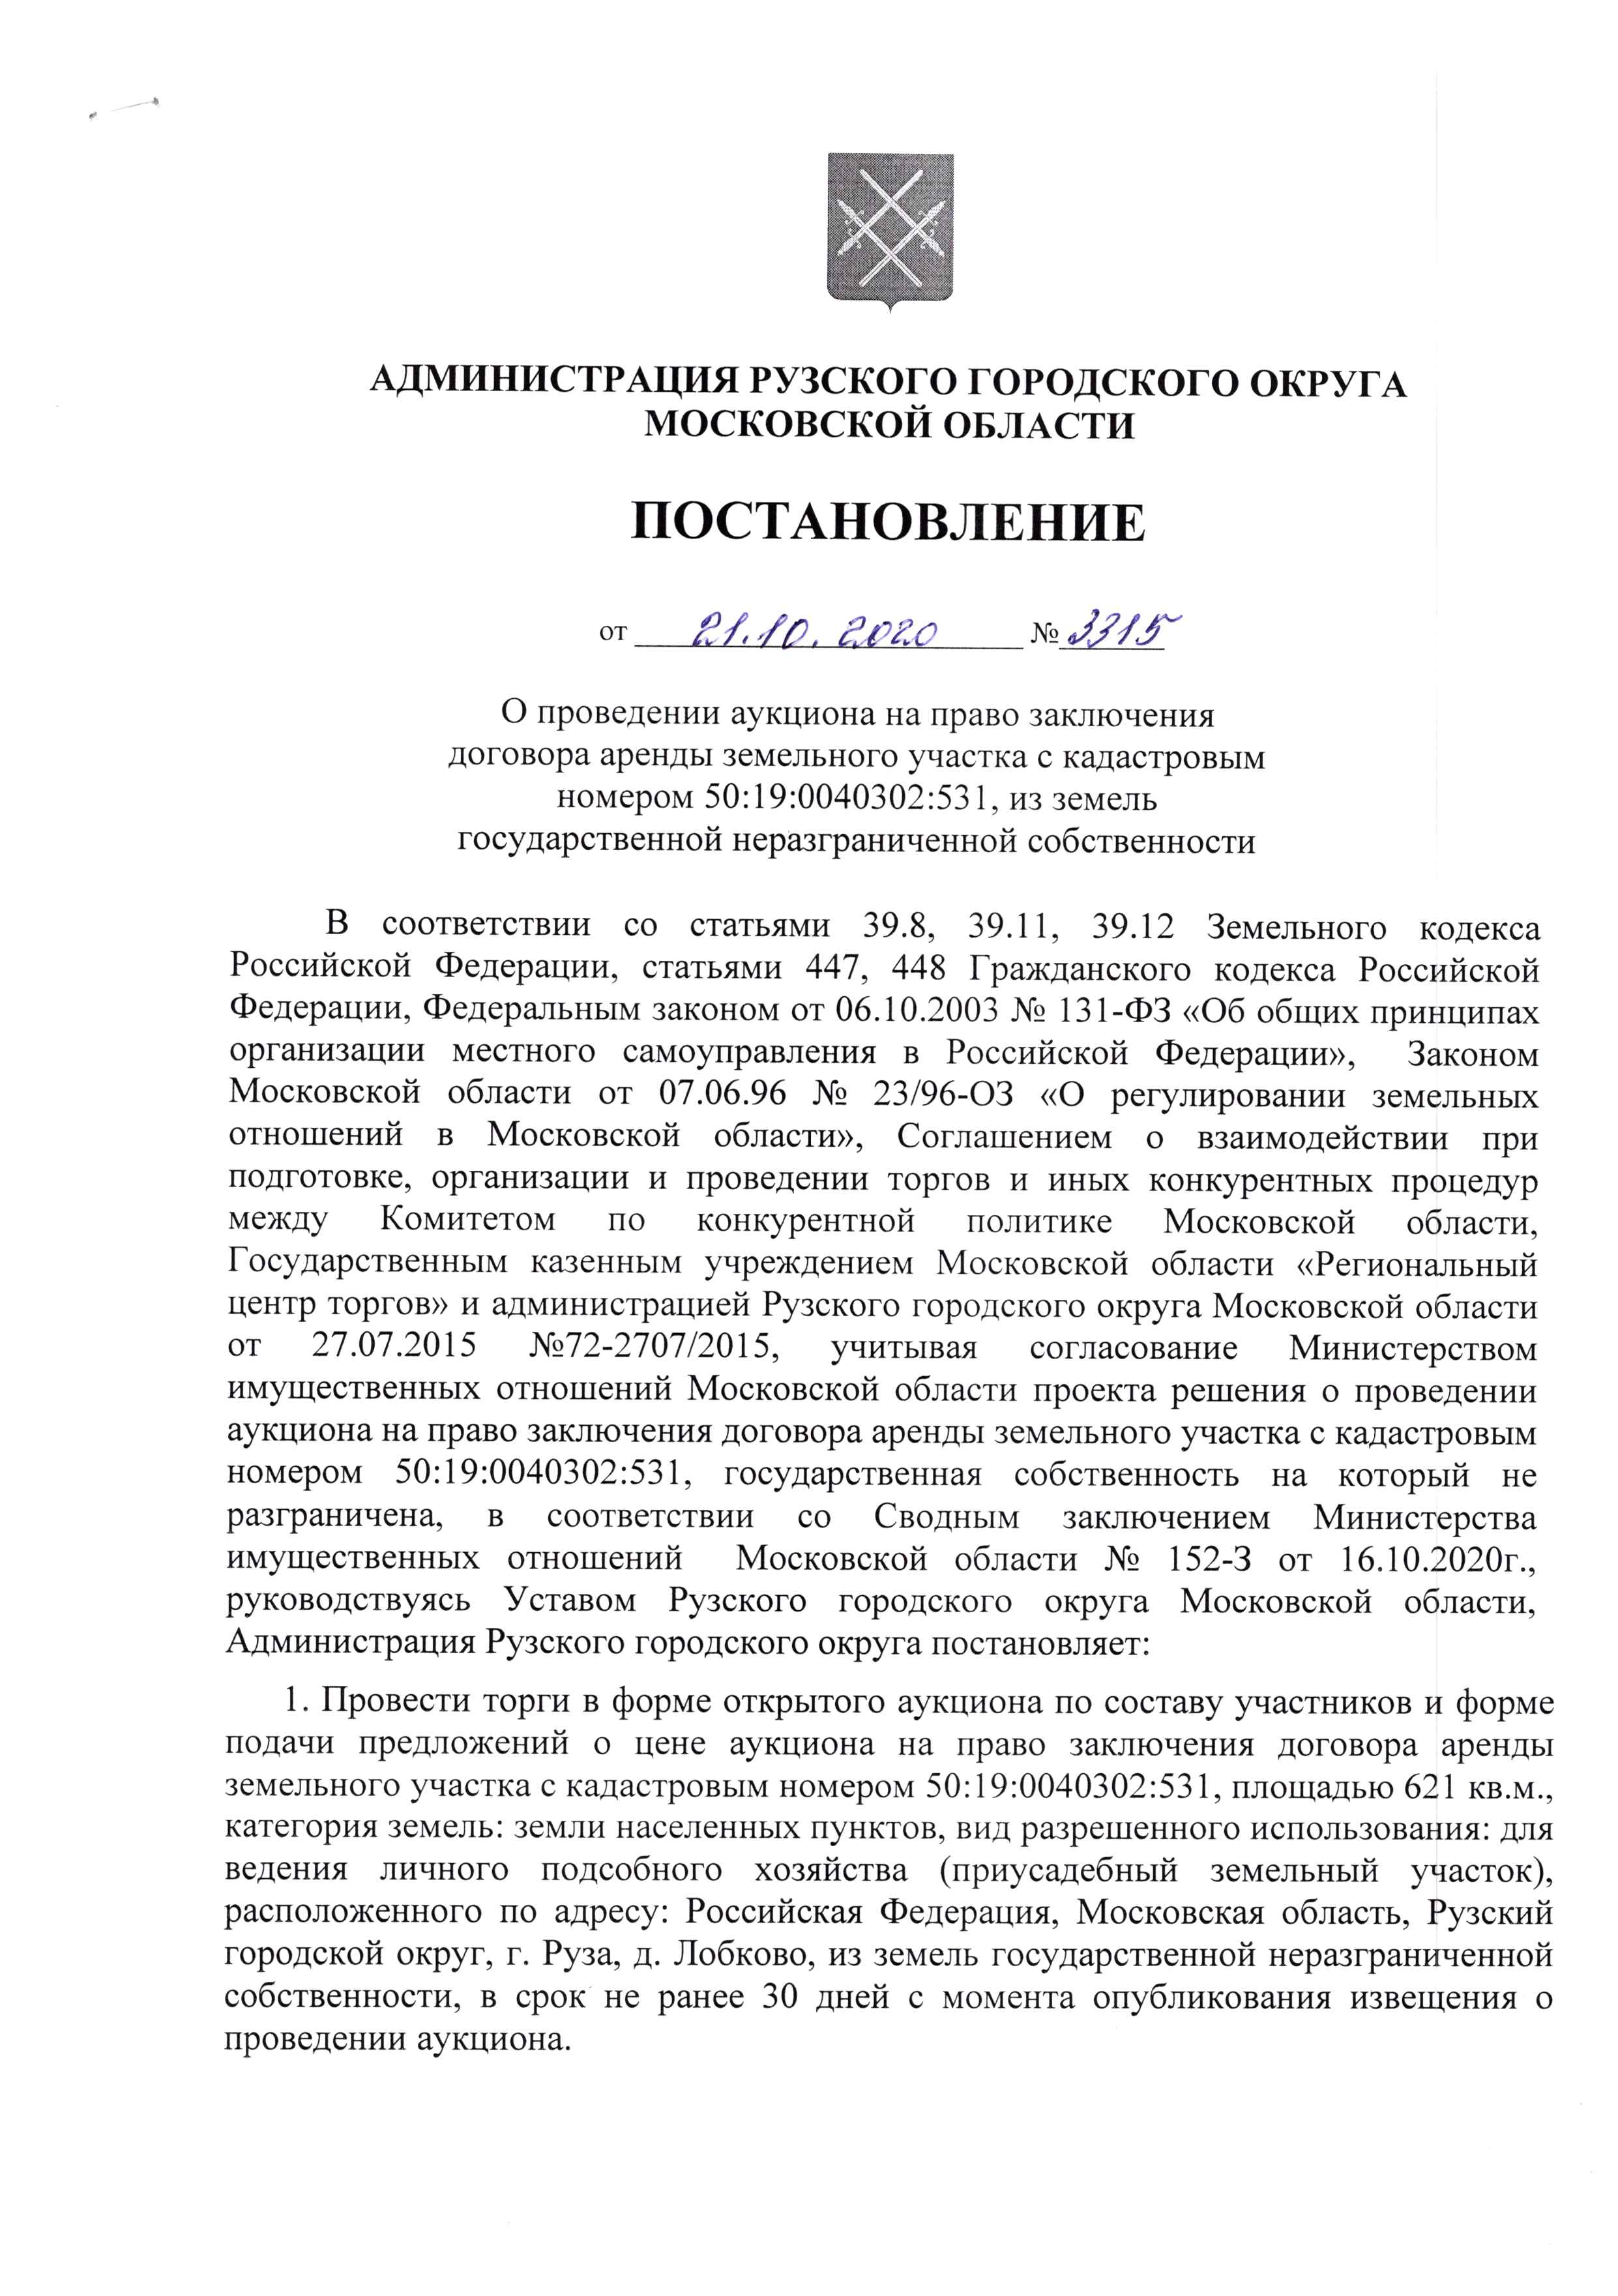 АДМИНИСТРАЦИЯ РУЗСКОГО ГОРОДСКОГО ОКРУГА
МОСКОВСКОЙ ОБЛАСТИ
ПОСТАНОВЛЕНИЕ
от 21.10.2020 № 3315
О проведении аукциона на право заключения
договора аренды земельного участка с кадастровым
номером 50:19:0040302:531, из земель
государственной неразграниченной собственности
В соответствии со статьями 39.8, 39.11, 39.12 Земельного кодекса
Российской Федерации, статьями 447, 448 Гражданского кодекса Российской
Федерации, Федеральным законом от 06.10.2003 № 131-ФЗ «Об общих принципах
организации местного самоуправления в Российской Федерации», Законом
Московской области от 07.06.96 № 23/96-ОЗ «О регулировании земельных
отношений в Московской области», Соглашением о взаимодействии при
подготовке, организации и проведении торгов и иных конкурентных процедур
между Комитетом по конкурентной политике Московской области,
Государственным казенным учреждением Московской области «Региональный
центр торгов» и администрацией Рузского городского округа Московской области
от 27.07.2015 №72-2707/2015, учитывая согласование Министерством
имущественных отношений Московской области проекта решения о проведении
аукциона на право заключения договора аренды земельного участка с кадастровым
номером 50:19:0040302:531, государственная собственность на который не
разграничена, в соответствии со Сводным заключением Министерства
имущественных отношений Московской области № 152-З от 16.10.2020г.,
руководствуясь Уставом Рузского городского округа Московской области,
Администрация Рузского городского округа постановляет:
1. Провести торги в форме открытого аукциона по составу участников и форме
подачи предложений о цене аукциона на право заключения договора аренды
земельного участка с кадастровым номером 50:19:0040302:531, площадью 621 кв.м.,
категория земель: земли населенных пунктов, вид разрешенного использования: для
ведения личного подсобного хозяйства (приусадебный земельный участок),
расположенного по адресу: Российская Федерация, Московская область, Рузский
городской округ, г. Руза, д. Лобково, из земель государственной неразграниченной
собственности, в срок не ранее 30 дней с момента опубликования извещения о
проведении аукциона.